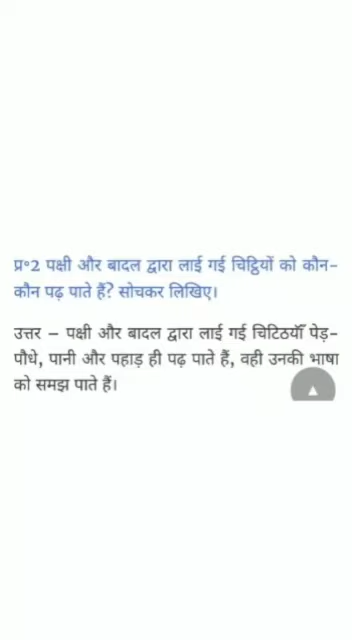 प्र॰2 पक्षी और बादल द्वारा लाई गई चिट्ठियों को कौन-
कौन पढ़ पाते हैं? सोचकर लिखिए।
उत्तर – पक्षी और बादल द्वारा लाई गई चिटिठयाँ पेड़-
पौधे, पानी और पहाड़ ही पढ़ पाते हैं, वही उनकी भाषा
को समझ पाते हैं।